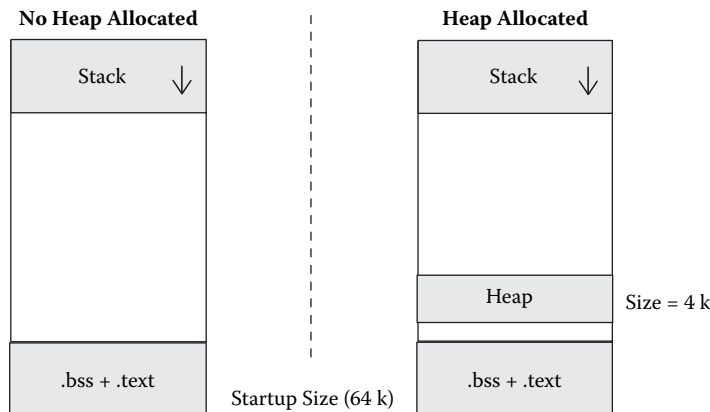 No Heap Allocated
Heap Allocated
Stack
Stack
Heap
Size = 4 k
.bss + .text
.bss + .text
Startup Size (64 k)